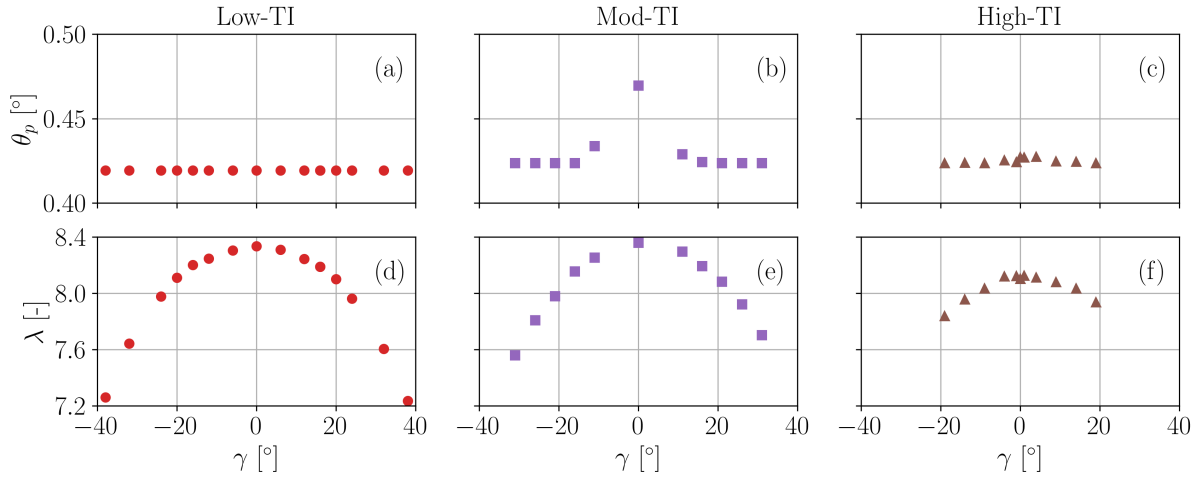 Low-TI Mod-TI High-TI
0.50 (a) (b) (c)
θp [°] 0.45
0.40
8.4 (d) (e) (f)
8.0
λ [-]
7.6
7.2
−40 −20 0 20 40 −40 −20 0 20 40 −40 −20 0 20 40
γ [°] γ [°] γ [°]